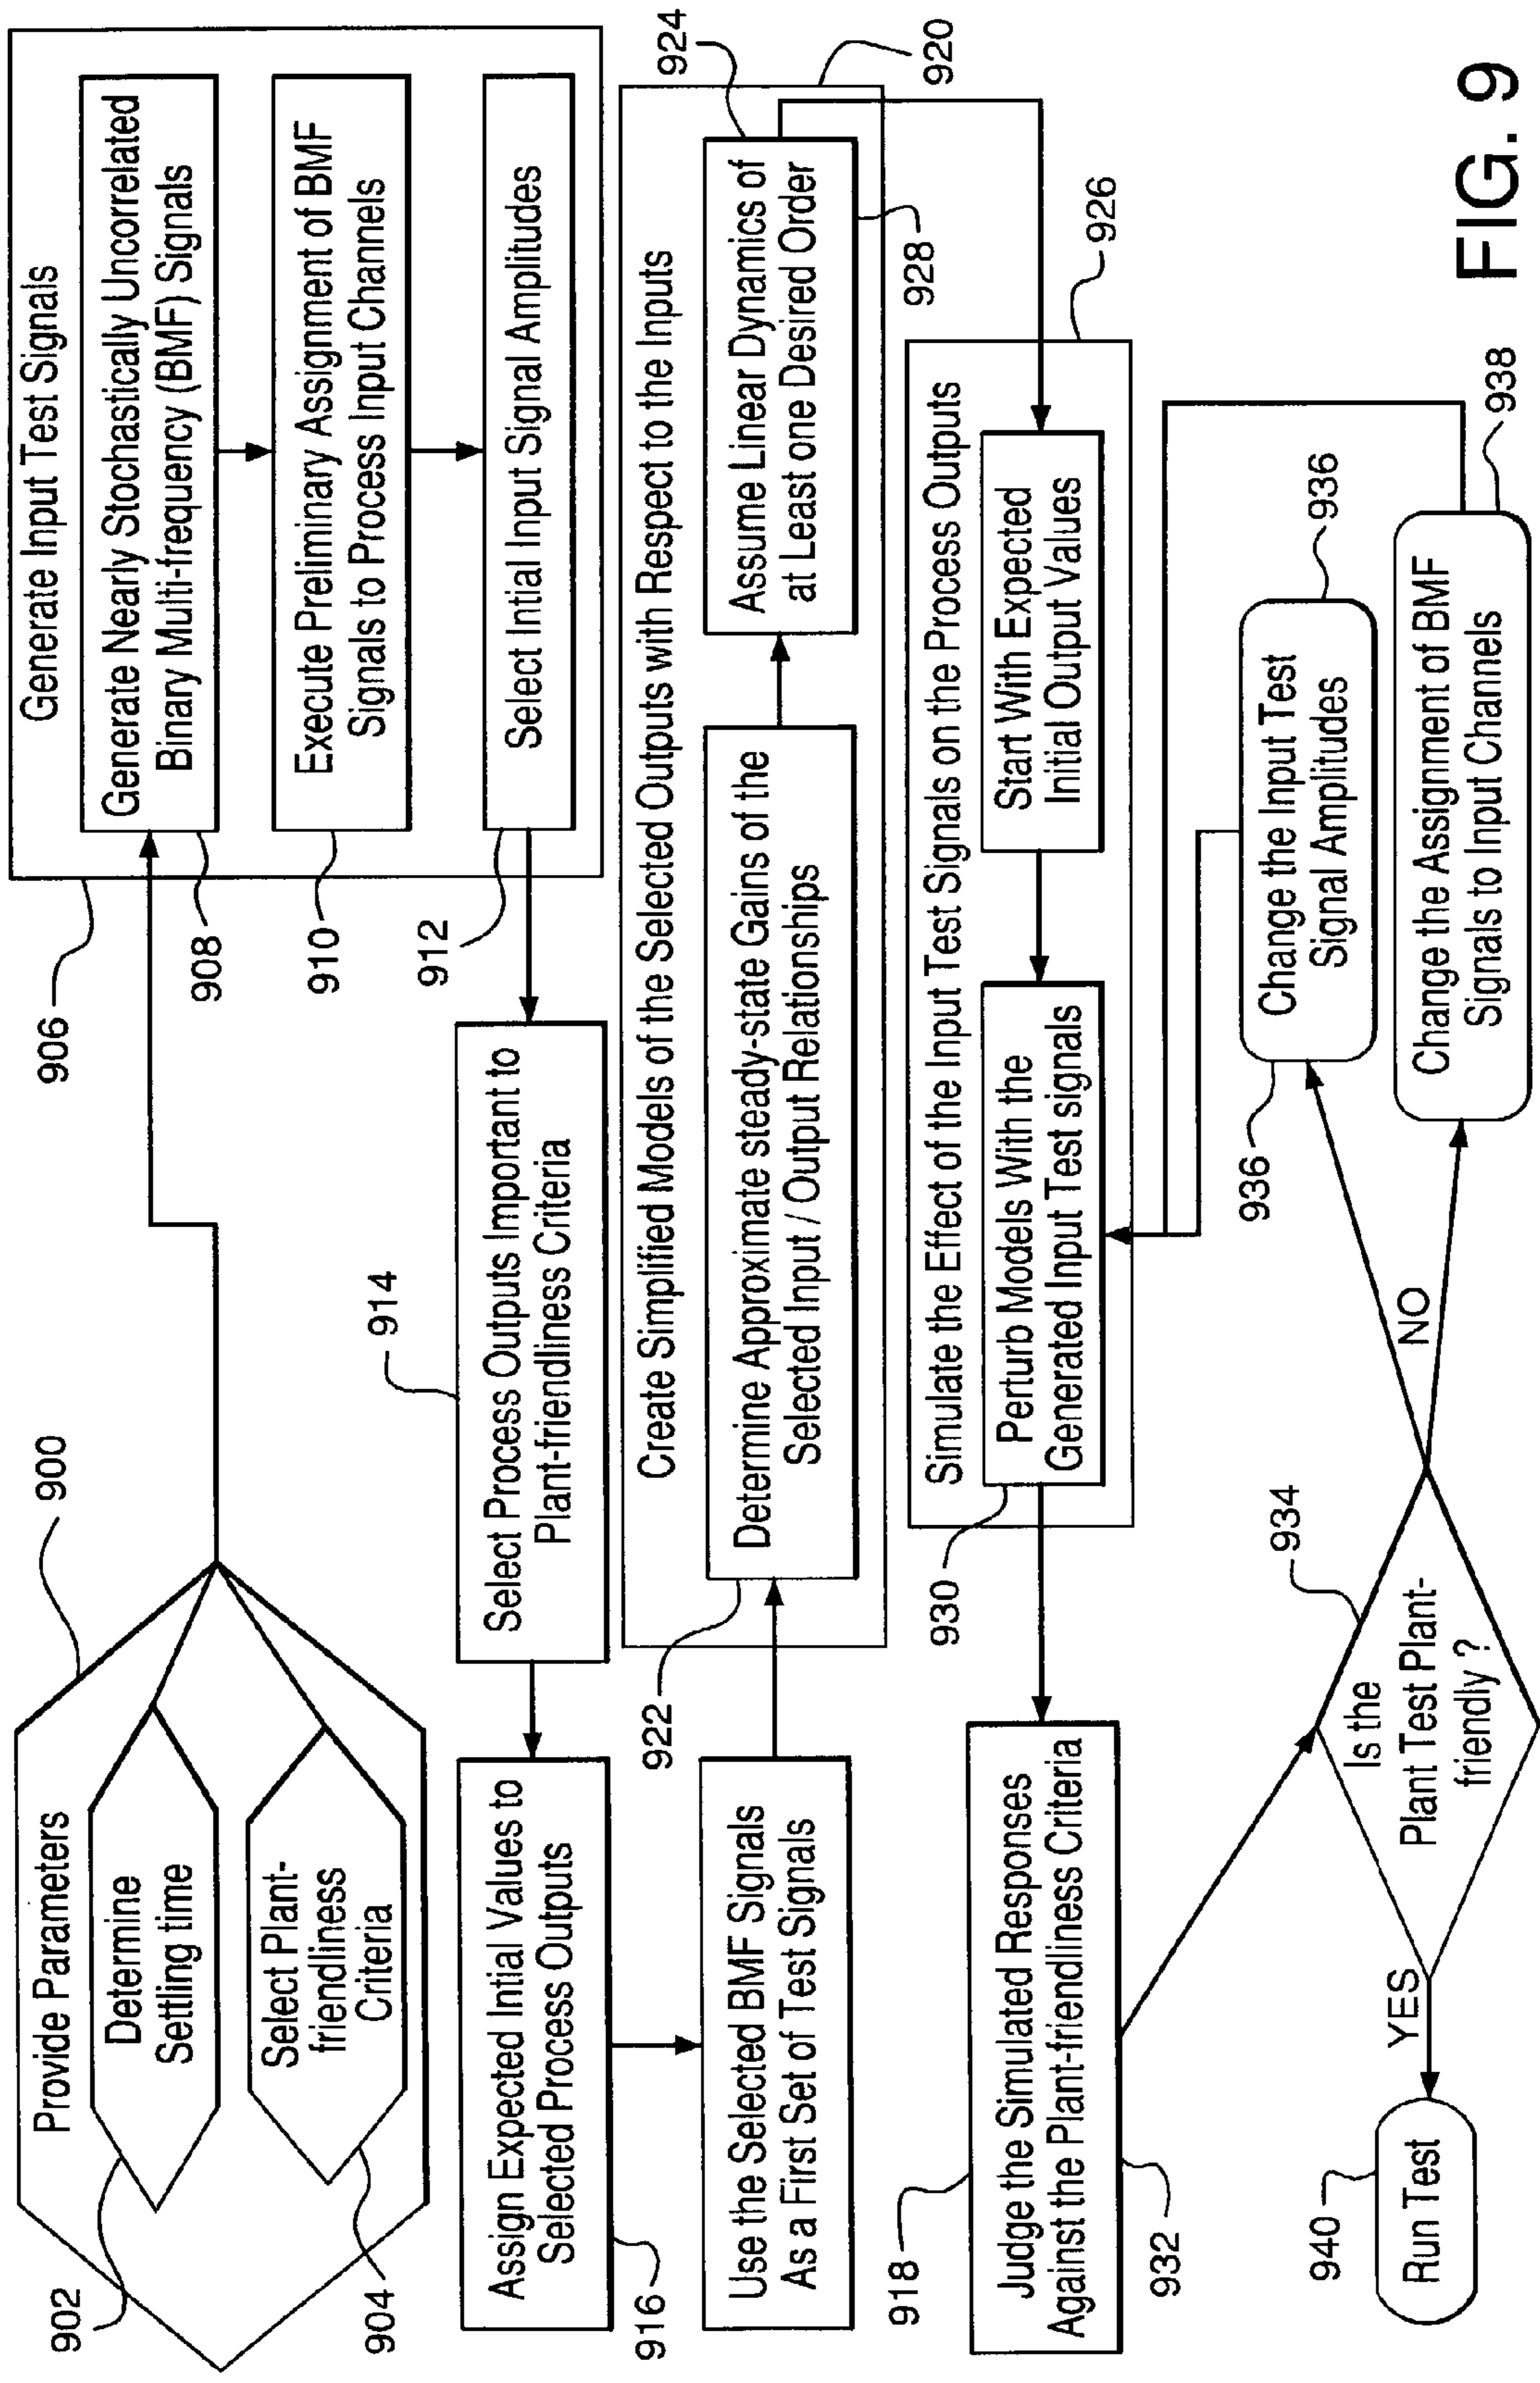 Provide Parameters
900
Determine
Settling time
902
Select Plant-
friendliness
Criteria
904
906
Generate Input Test Signals
Generate Nearly Stochastically Uncorrelated
Binary Multi-frequency (BMF) Signals
908
Execute Preliminary Assignment of BMF
Signals to Process Input Channels
910
Select Intial Input Signal Amplitudes
912
914
Select Process Outputs Important to
Plant-friendliness Criteria
Assign Expected Intial Values to
Selected Process Outputs
916
Use the Selected BMF Signals
As a First Set of Test Signals
918
Create Simplified Models of the Selected Outputs with Respect to the Inputs
920
922
Determine Approximate steady-state Gains of the
Selected Input / Output Relationships
924
Assume Linear Dynamics of
at Least one Desired Order
928
Simulate the Effect of the Input Test Signals on the Process Outputs
926
Start With Expected
Initial Output Values
Perturb Models With the
Generated Input Test signals
930
Judge the Simulated Responses
Against the Plant-friendliness Criteria
932
934
Is the
Plant Test Plant-
friendly ?
YES
NO
936
Change the Input Test
Signal Amplitudes
936
Change the Assignment of BMF
Signals to Input Channels
938
940
Run Test
FIG. 9